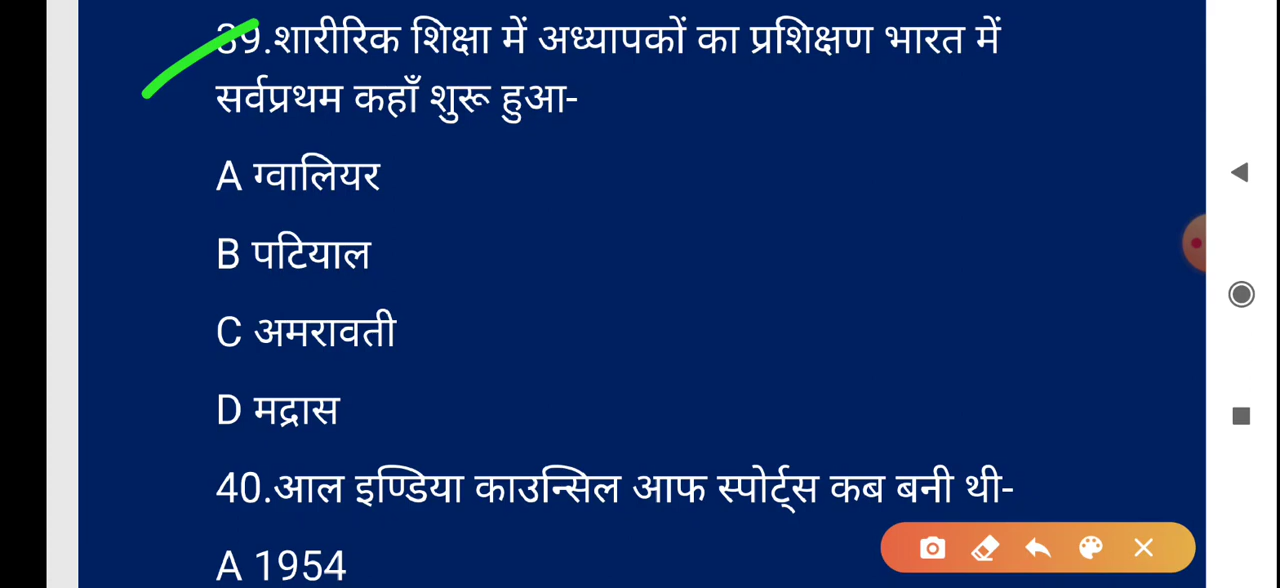 39.शारीरिक शिक्षा में अध्यापकों का प्रशिक्षण भारत में
सर्वप्रथम कहाँ शुरू हुआ-
A ग्वालियर
B पटियाल
C अमरावती
D मद्रास
40.आल इण्डिया काउन्सिल आफ स्पोर्ट्स कब बनी थी-
A 1954